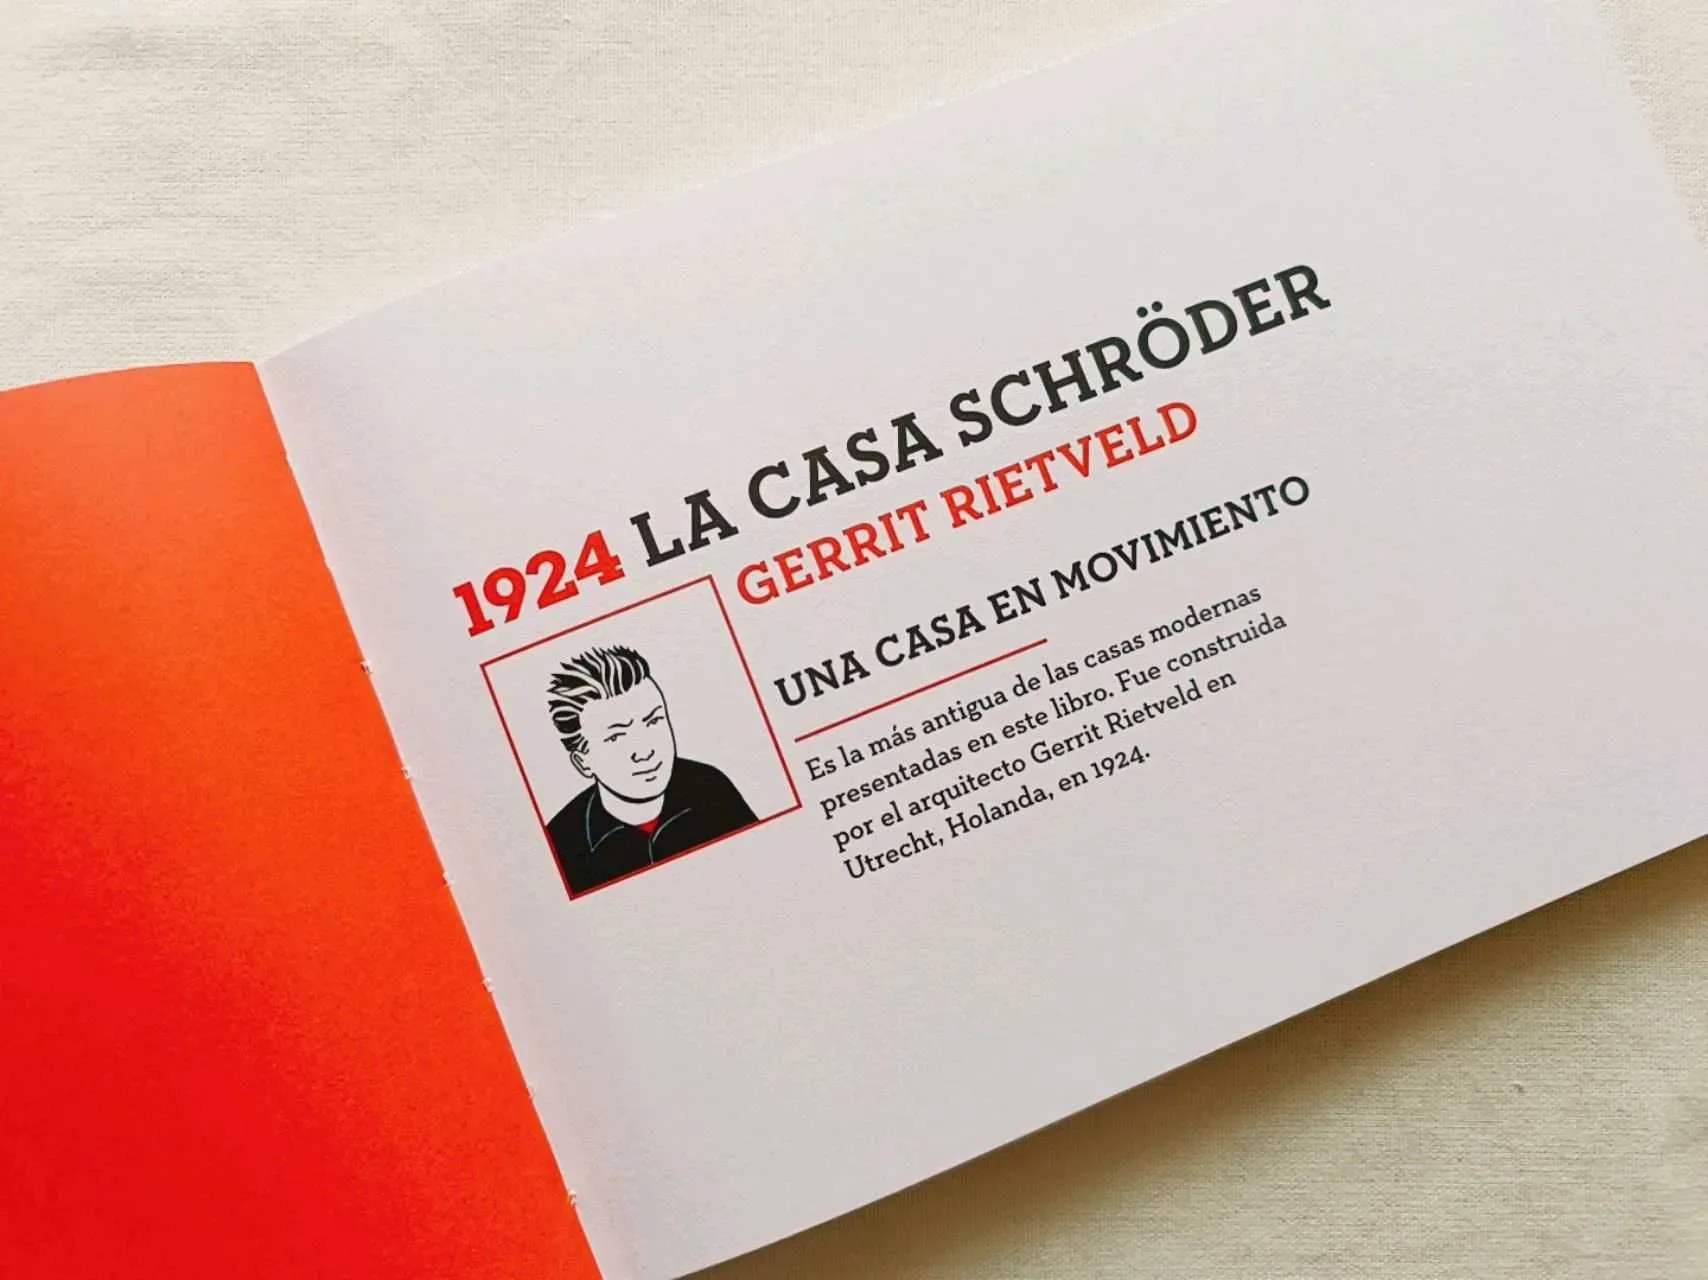 1924 LA CASA SCHRÖDER
GERRIT RIETVELD
UNA CASA EN MOVIMIENTO
Es la más antigua de las casas modernas
presentadas en este libro. Fue construida
por el arquitecto Gerrit Rietveld en
Utrecht, Holanda, en 1924.